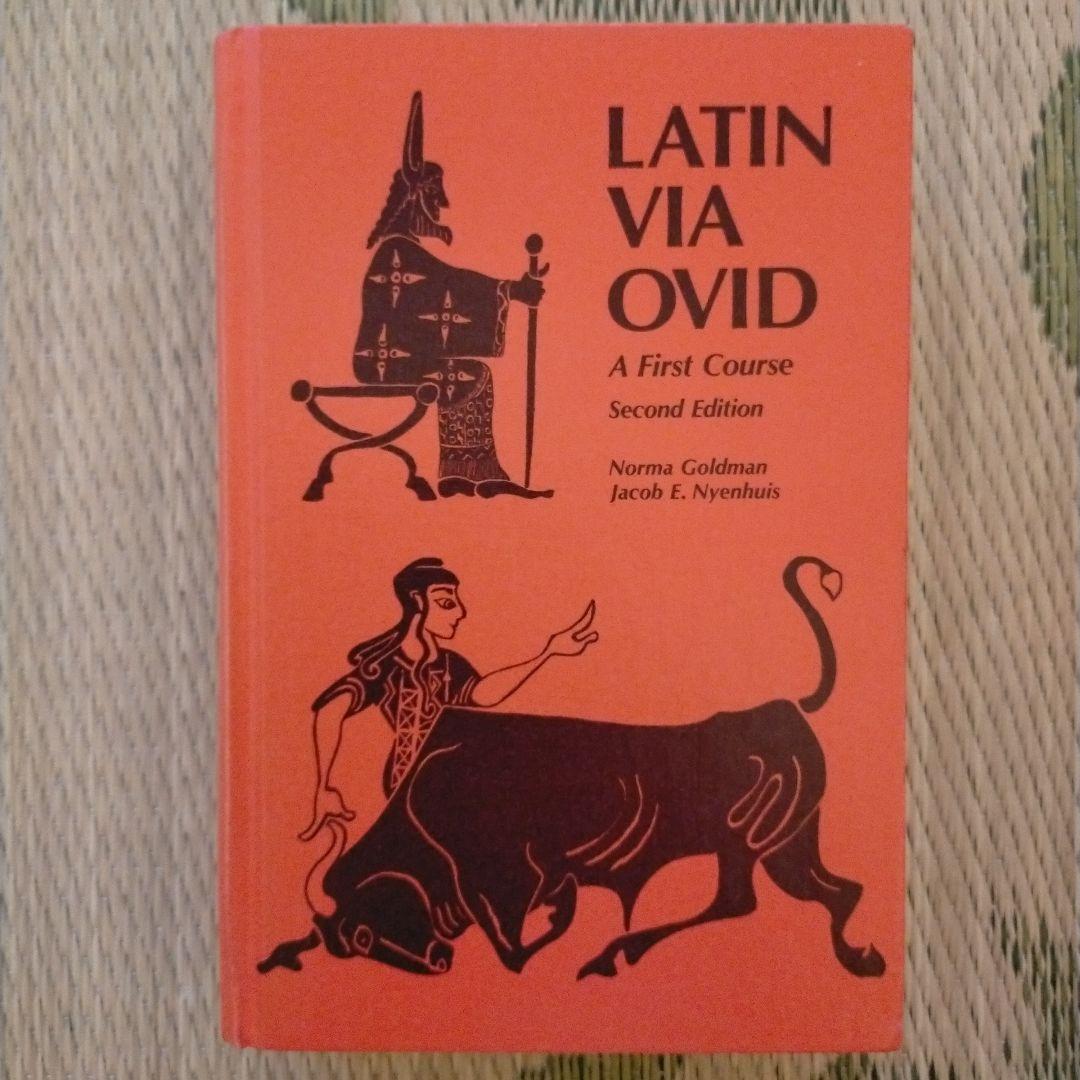 LATIN
VIA
OVID
A First Course
Second Edition
Norma Goldman
Jacob E. Nyenhuis